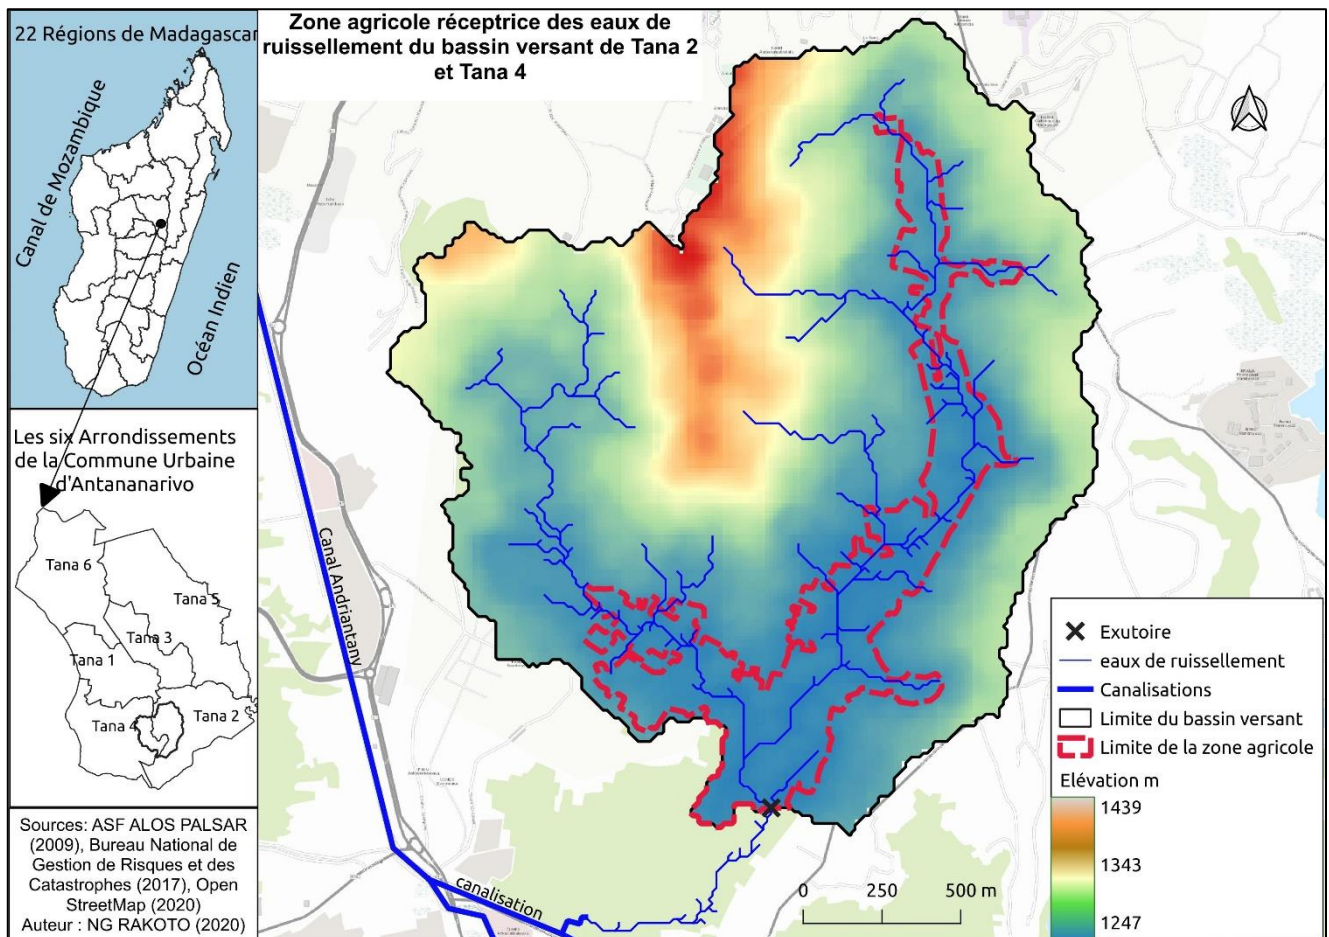 22 Régions de Madagascar
Canal de Mozambique
Océan Indien
Les six Arrondissements
de la Commune Urbaine
d'Antananarivo
Tana 6
Tana 5
Tana 3
Tana 1
Tana 4
Tana 2
Sources: ASF ALOS PALSAR
(2009), Bureau National de
Gestion de Risques et des
Catastrophes (2017), Open
StreetMap (2020)
Auteur : NG RAKOTO (2020)
Zone agricole réceptrice des eaux de
ruissellement du bassin versant de Tana 2
et Tana 4
Canal Andriantany
canalisation
0 250 500 m
Exutoire
eaux de ruissellement
Canalisations
Limite du bassin versant
Limite de la zone agricole
Elévation m
1439
1343
1247